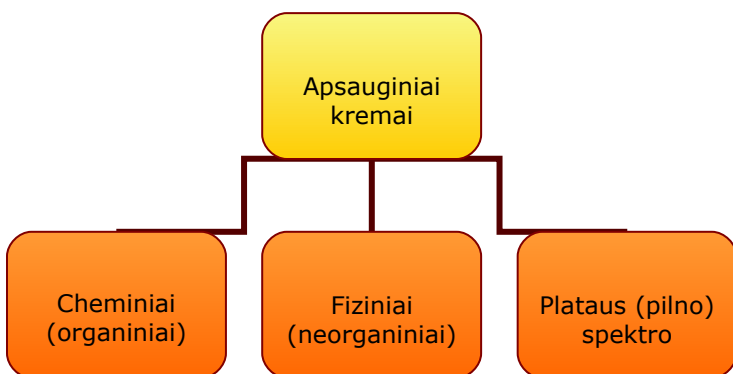 Apsauginiai
kremai
Cheminiai
(organiniai)
Fiziniai
(neorganiniai)
Plataus (pilno)
spektro